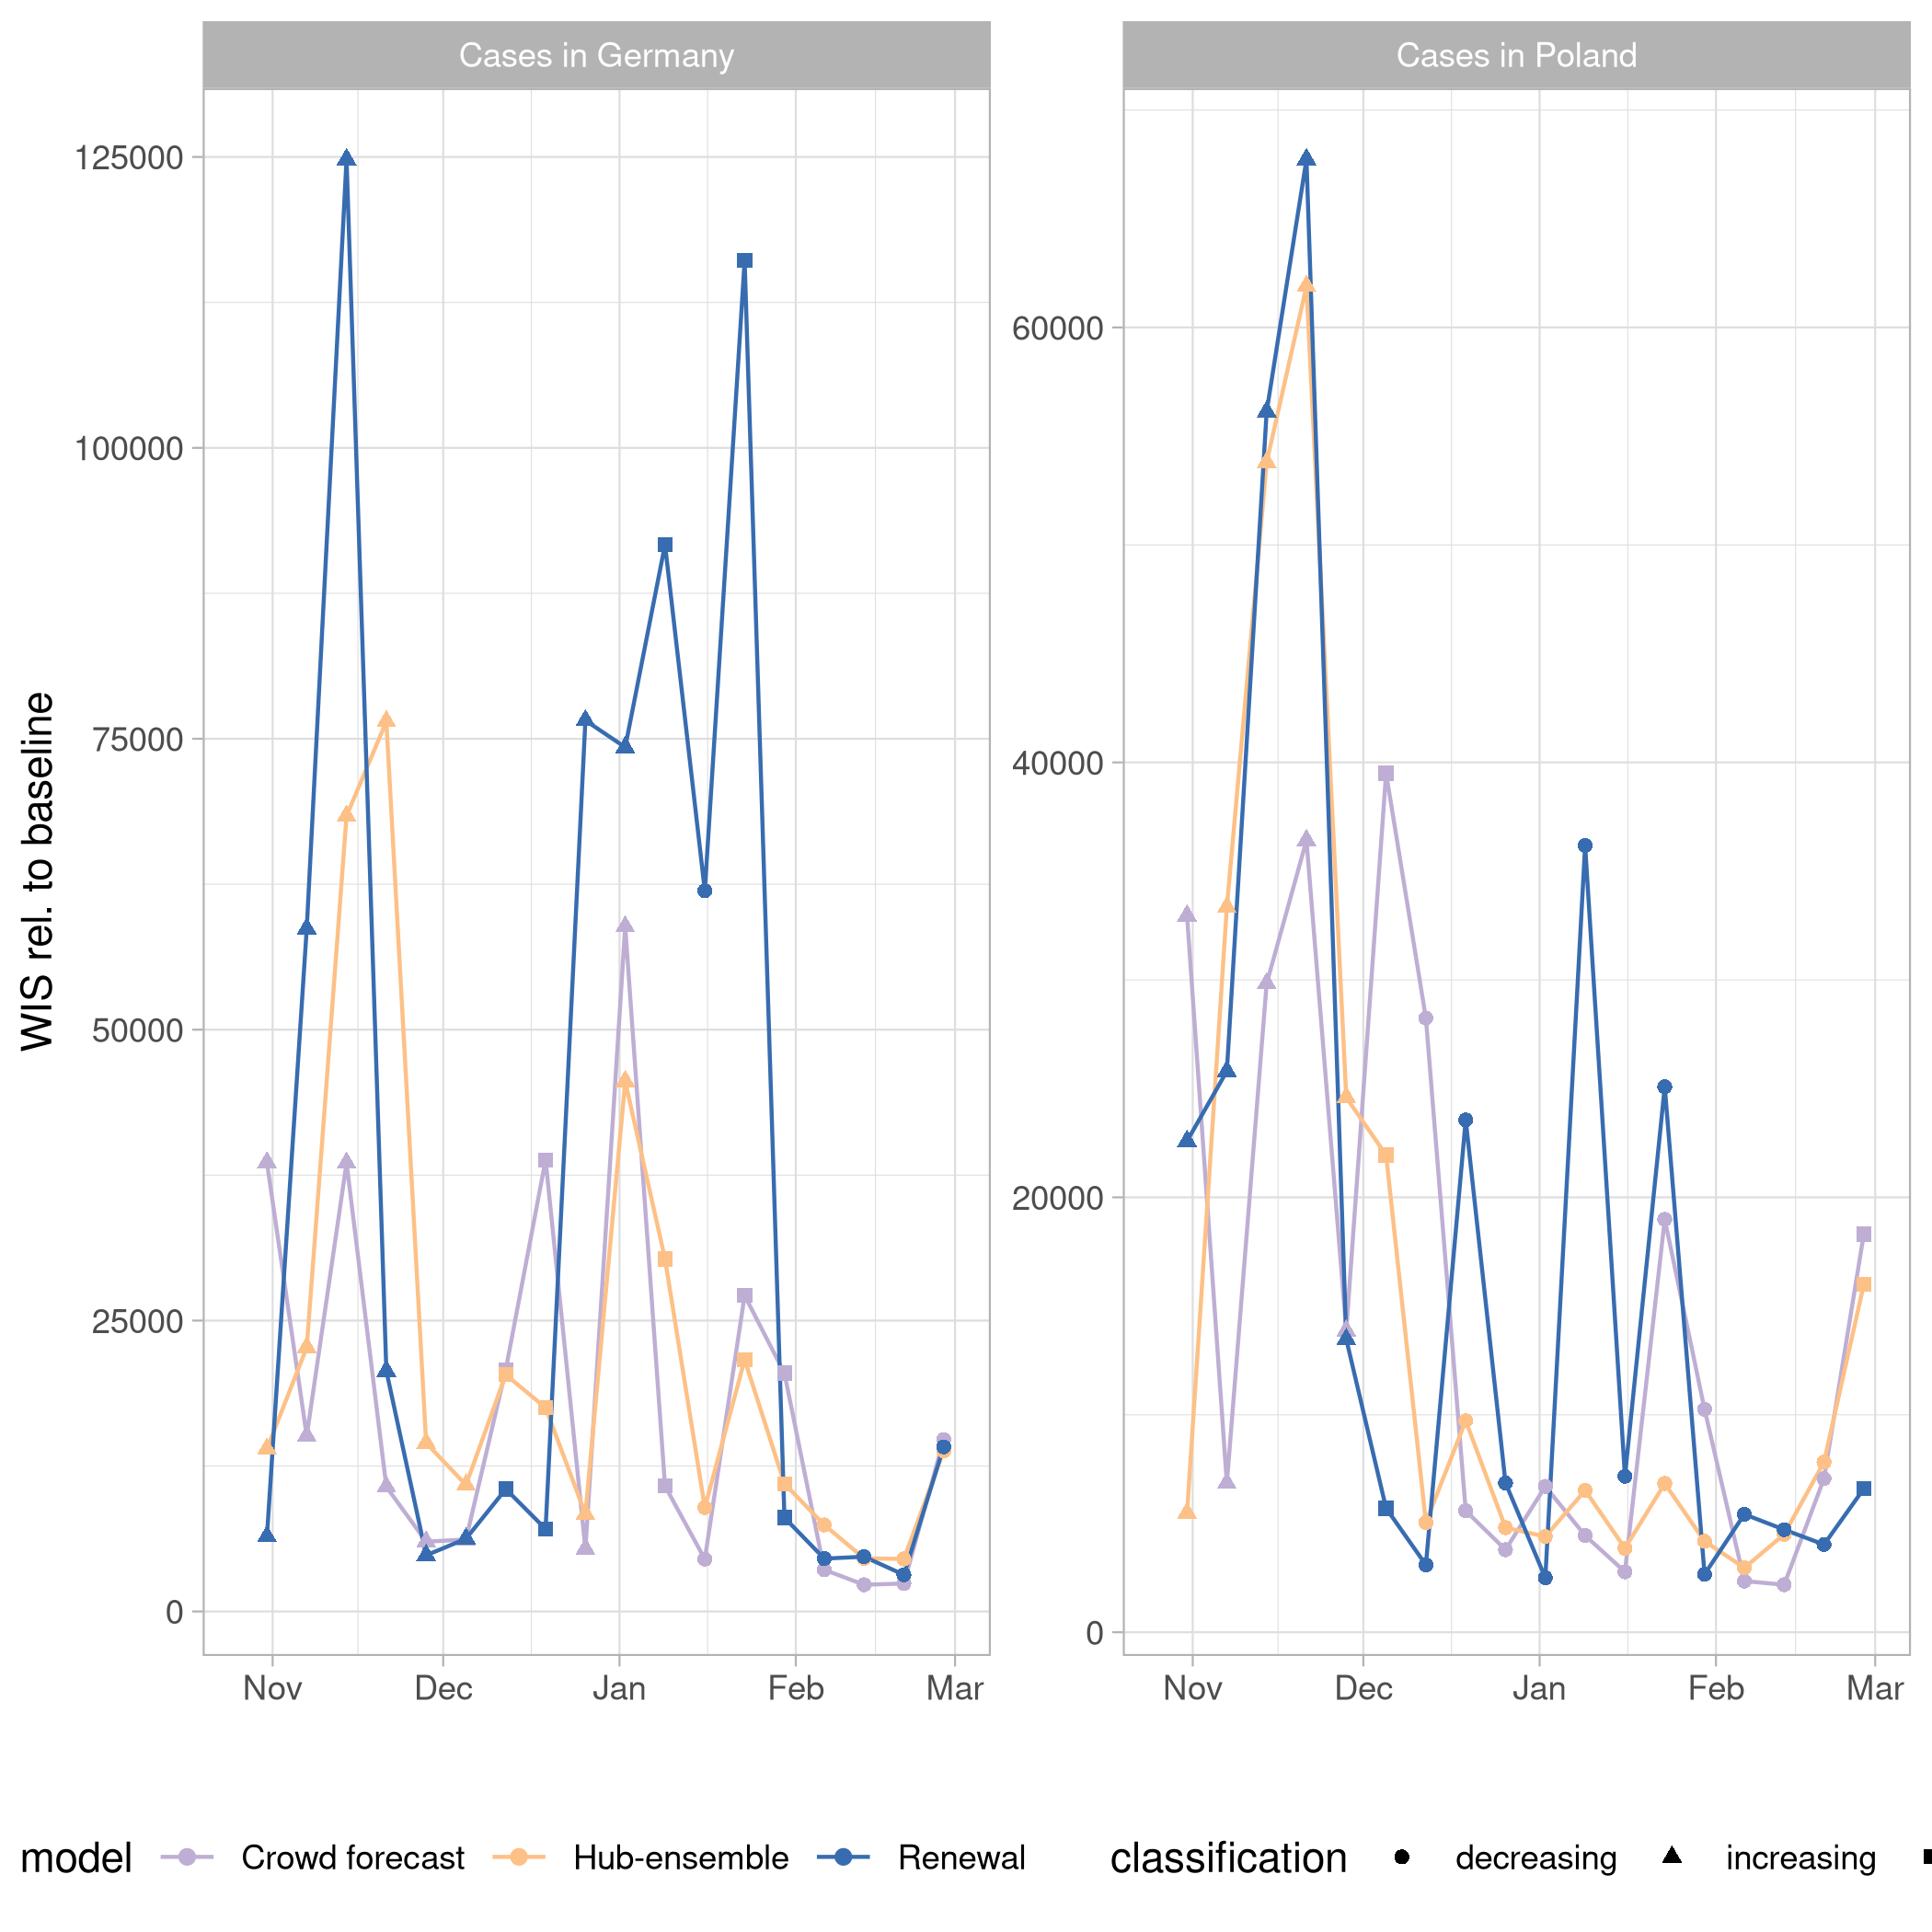 Cases in Germany
Cases in Poland
WIS rel. to baseline
125000
100000
75000
50000
25000
0
60000
40000
20000
0
Nov Dec Jan Feb Mar
Nov Dec Jan Feb Mar
model Crowd forecast Hub-ensemble Renewal classification decreasing increasing